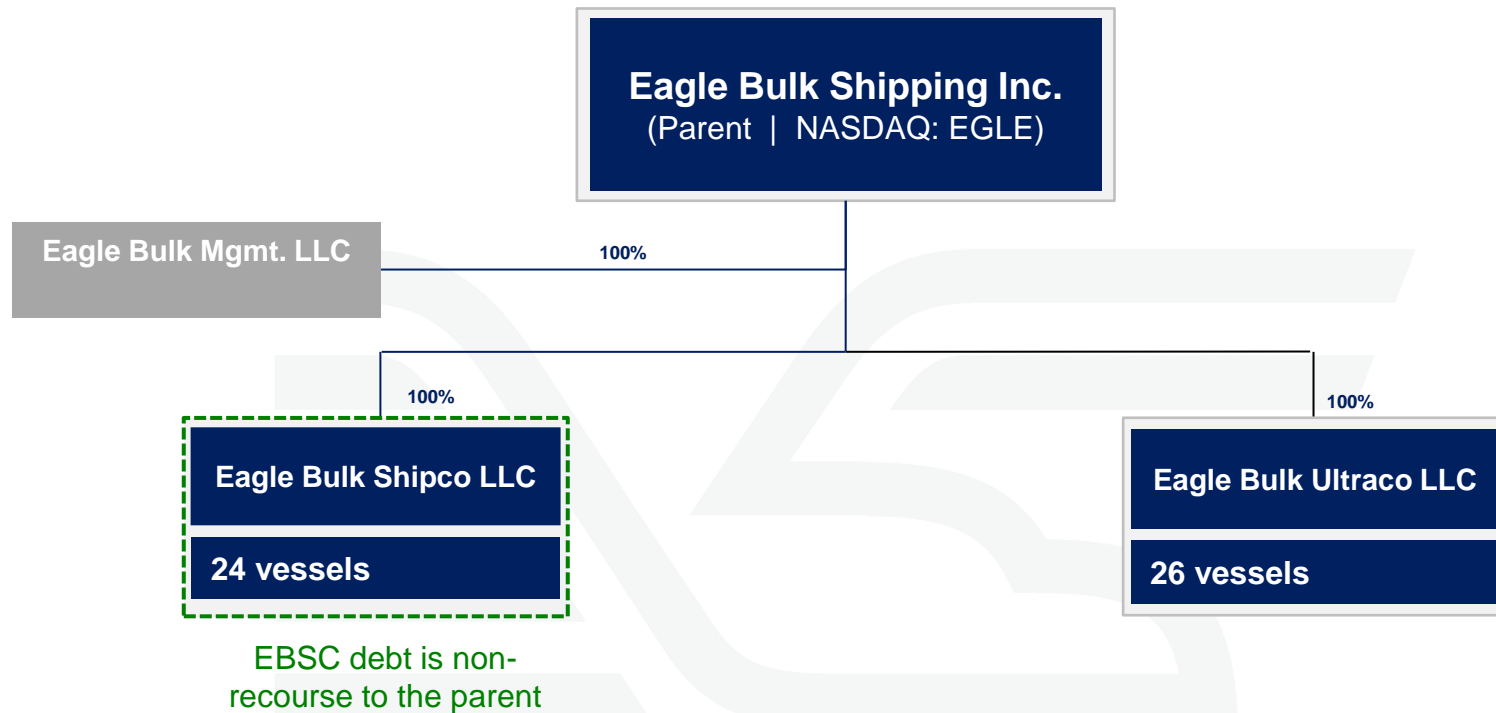 Eagle Bulk Shipping Inc.
(Parent | NASDAQ: EGLE)
Eagle Bulk Mgmt. LLC
100%
100%
100%
Eagle Bulk Shipco LLC
Eagle Bulk Ultraco LLC
24 vessels
26 vessels
EBSC debt is non-
recourse to the parent